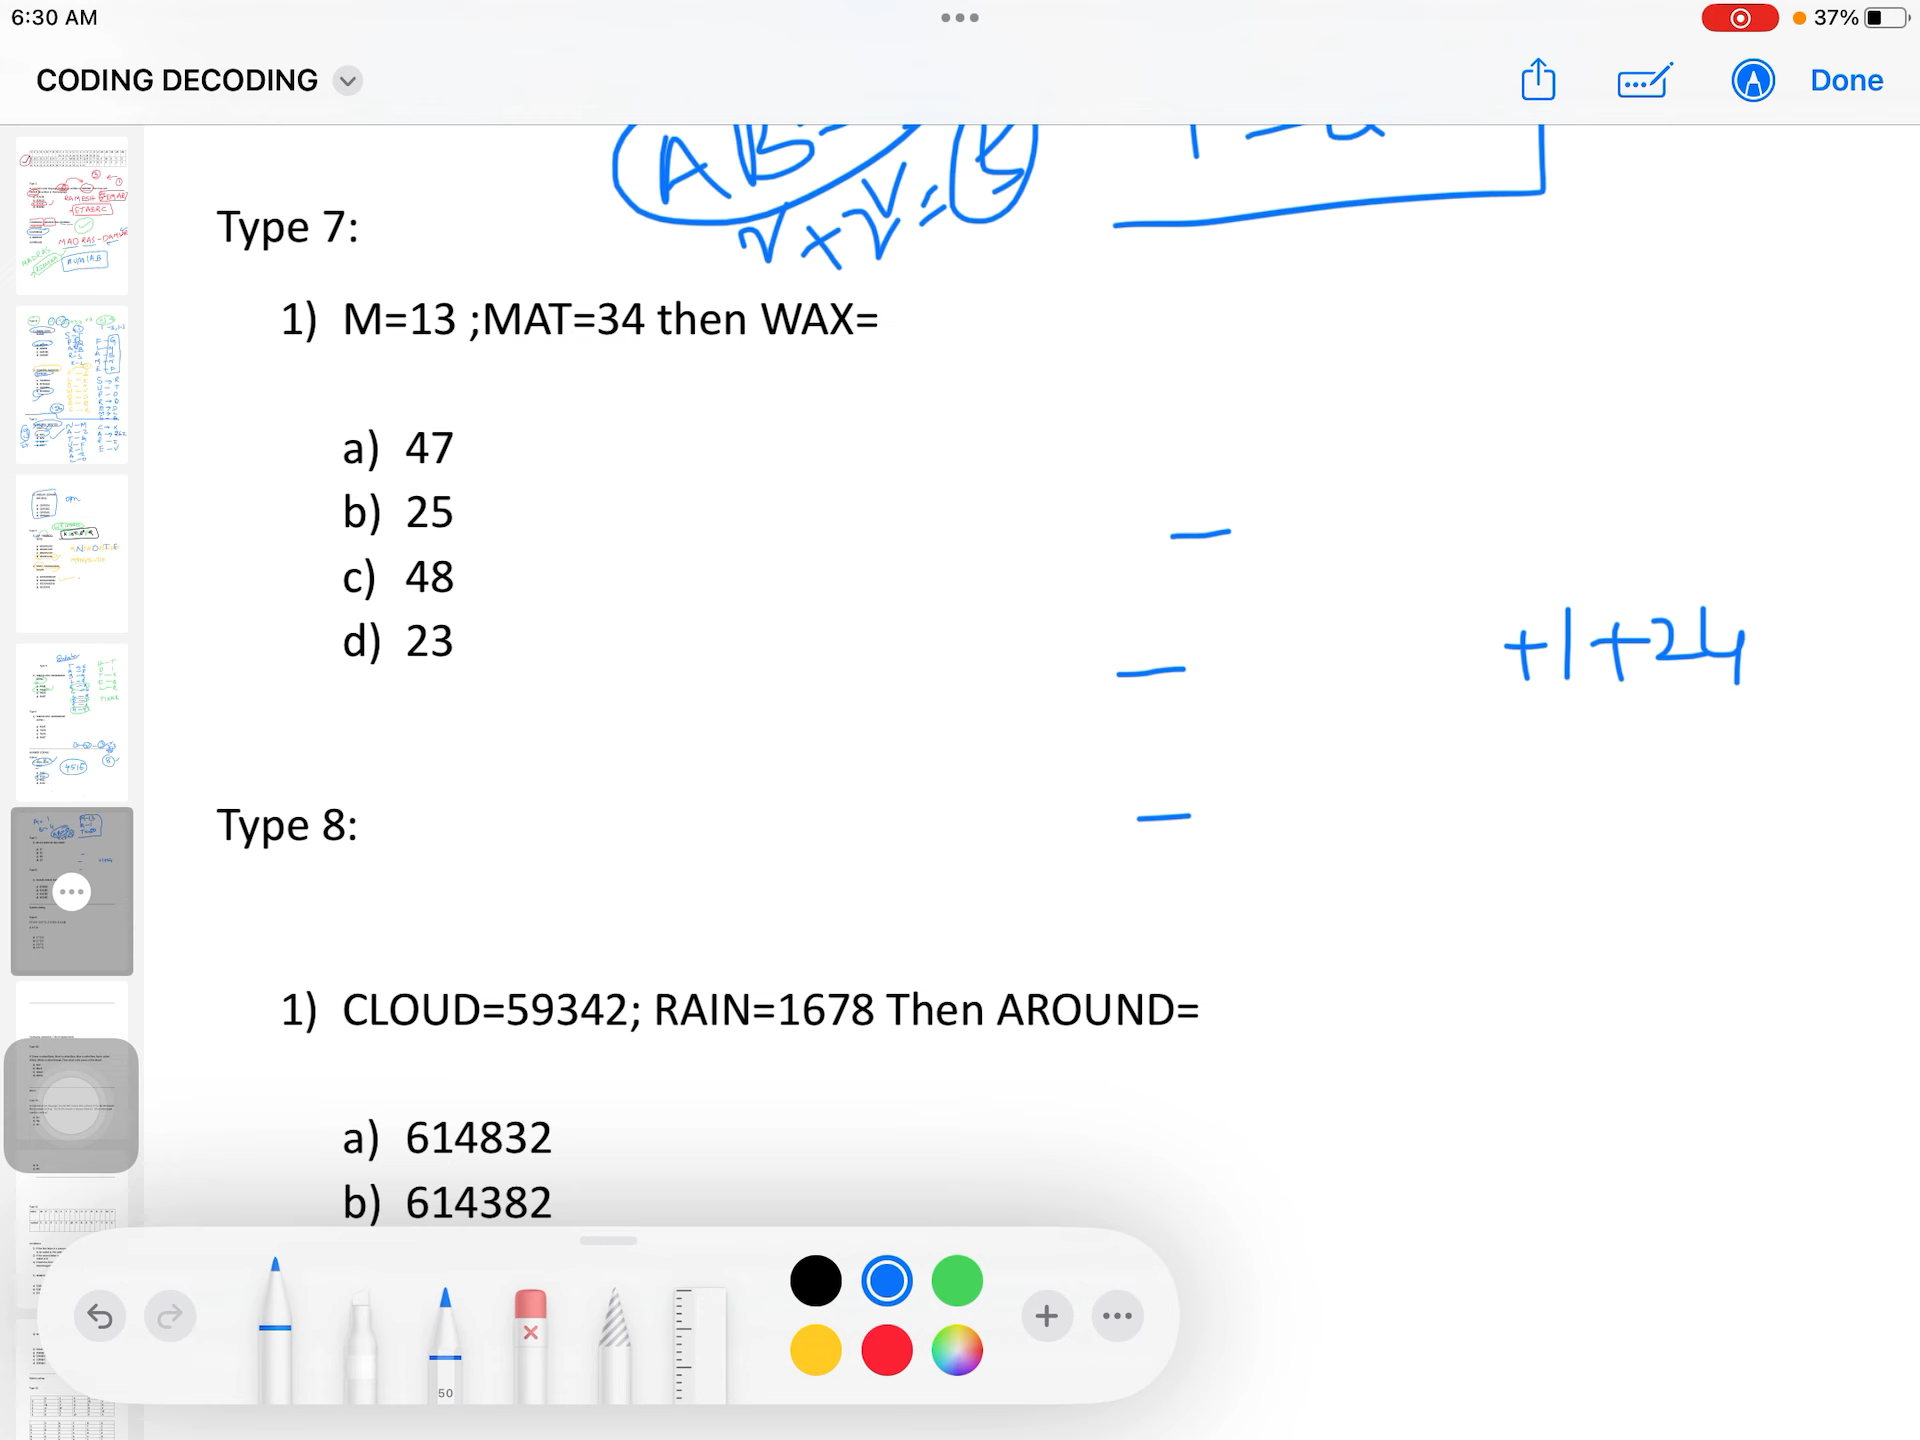 6:30 AM
37%
CODING DECODING
Done
AB=
Type 7:
1) M=13 ;MAT=34 then WAX=
a) 47
b) 25
c) 48
d) 23
+1+24
Type 8:
1) CLOUD=59342; RAIN=1678 Then AROUND=
a) 614832
b) 614382
50